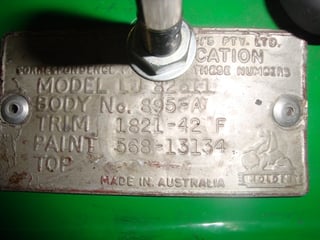 N'S PTY. LTD.
CATION
CORRESPONDENCE THESE NUMBERS
MODEL LJ
BODY No.
TRIM 1821-42 F
PAINT 568-13134
TOP
HOLDEN
MADE IN AUSTRALIA